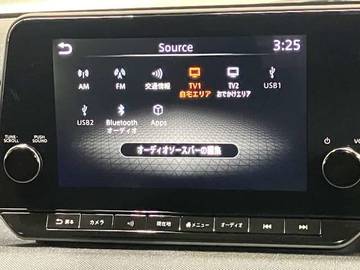 Source
3:25
AM
FM
交通情報
TV1
自宅エリア
TV2
おでかけエリア
USB1
USB2
Bluetooth
オーディオ
Apps
オーディオソースバーの編集
TUNE·
SCROLL
PUSH
SOUND
VOL
戻る
カメラ
現在地
メニュー
オーディオ